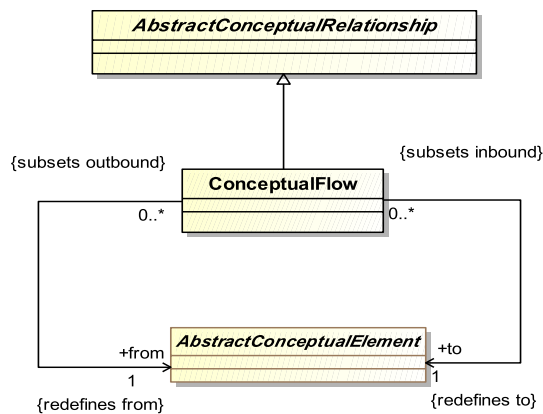 AbstractConceptualRelationship
{subsets outbound}
{subsets inbound}
ConceptualFlow
0..*
0..*
AbstractConceptualElement
+from
+to
1
1
{redefines from}
{redefines to}